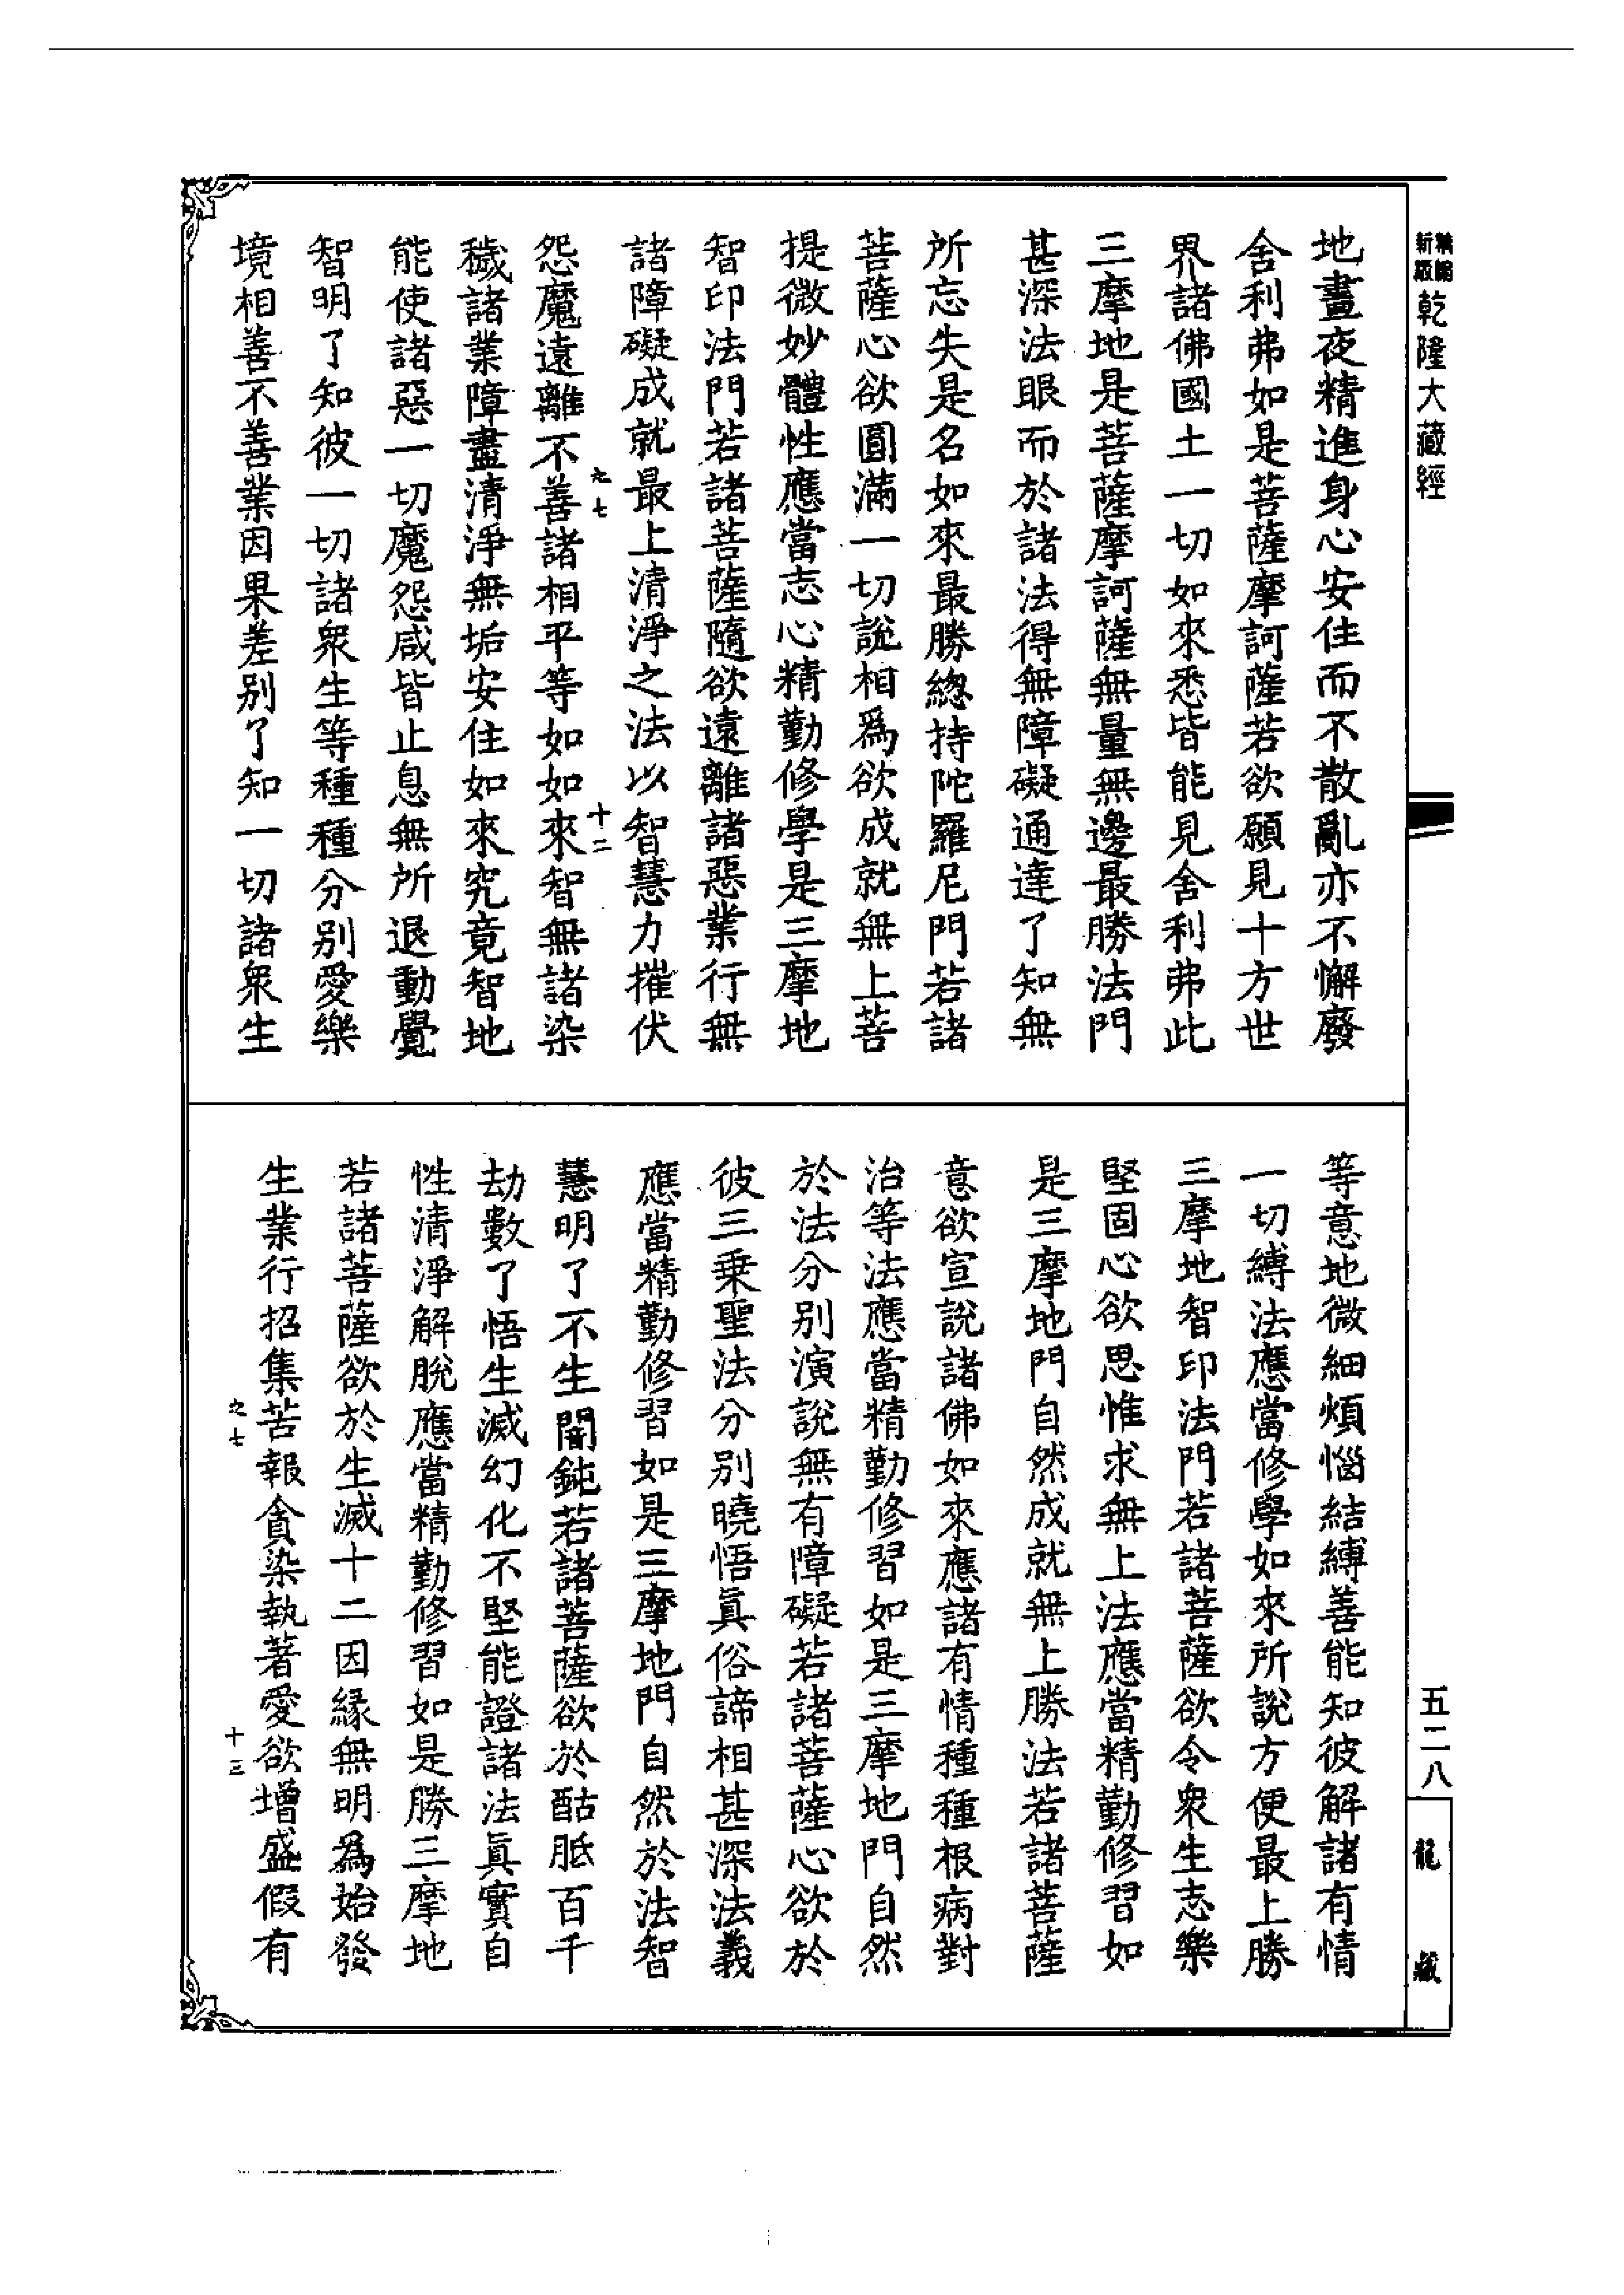 乾隆大藏經
五二八
龍藏
地晝夜精進身心安住而不散亂亦不懈廢
舍利弗如是菩薩摩訶薩若欲願見十方世
界諸佛國土一切如來悉皆能見舍利弗此
三摩地是菩薩摩訶薩無量無邊最勝法門
甚深法眼而於諸法得無障礙通達了知無
所忘失是名如來最勝總持陀羅尼門若諸
菩薩心欲圓滿一切說相爲欲成就無上菩
提微妙體性應當志心精勤修學是三摩地
智印法門若諸菩薩隨欲遠離諸惡業行無
諸障礙成就最上清淨之法以智慧力摧伏
之七
十二
怨魔遠離不善諸相平等如如來智無諸染
穢諸業障盡清淨無垢安住如來究竟智地
能使諸惡一切魔怨咸皆止息無所退動覺
智明了知彼一切諸衆生等種種分別愛樂
境相善不善業因果差別了知一切諸衆生
等意地微細煩惱結縛善能知彼解諸有情
一切縛法應當修學如來所說方便最上勝
三摩地智印法門若諸菩薩欲令衆生志樂
堅固心欲思惟求無上法應當精勤修習如
是三摩地門自然成就無上勝法若諸菩薩
意欲宣說諸佛如來應諸有情種種根病對
治等法應當精勤修習如是三摩地門自然
於法分別演說無有障礙若諸菩薩心欲於
彼三乗聖法分別曉悟眞俗諦相甚深法義
應當精勤修習如是三摩地門自然於法智
慧明了不生闇鈍若諸菩薩欲於酤胝百千
劫數了悟生滅幻化不堅能證諸法眞實自
性清淨解脫應當精勤修習如是勝三摩地
若諸菩薩欲於生滅十二因緣無明為始發
生業行招集苦報貪染執著愛欲增盛假有
之七
十三